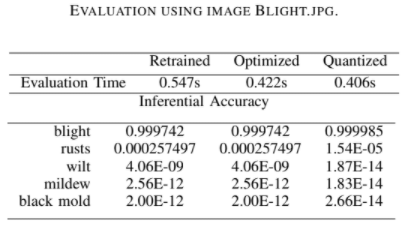 EVALUATION USING IMAGE BLIGHT.JPG.
Retrained Optimized Quantized
Evaluation Time 0.547s 0.422s 0.406s
Inferential Accuracy
blight 0.999742 0.999742 0.999985
rusts 0.000257497 0.000257497 1.54E-05
wilt 4.06E-09 4.06E-09 1.87E-14
mildew 2.56E-12 2.56E-12 1.83E-14
black mold 2.00E-12 2.00E-12 2.66E-14